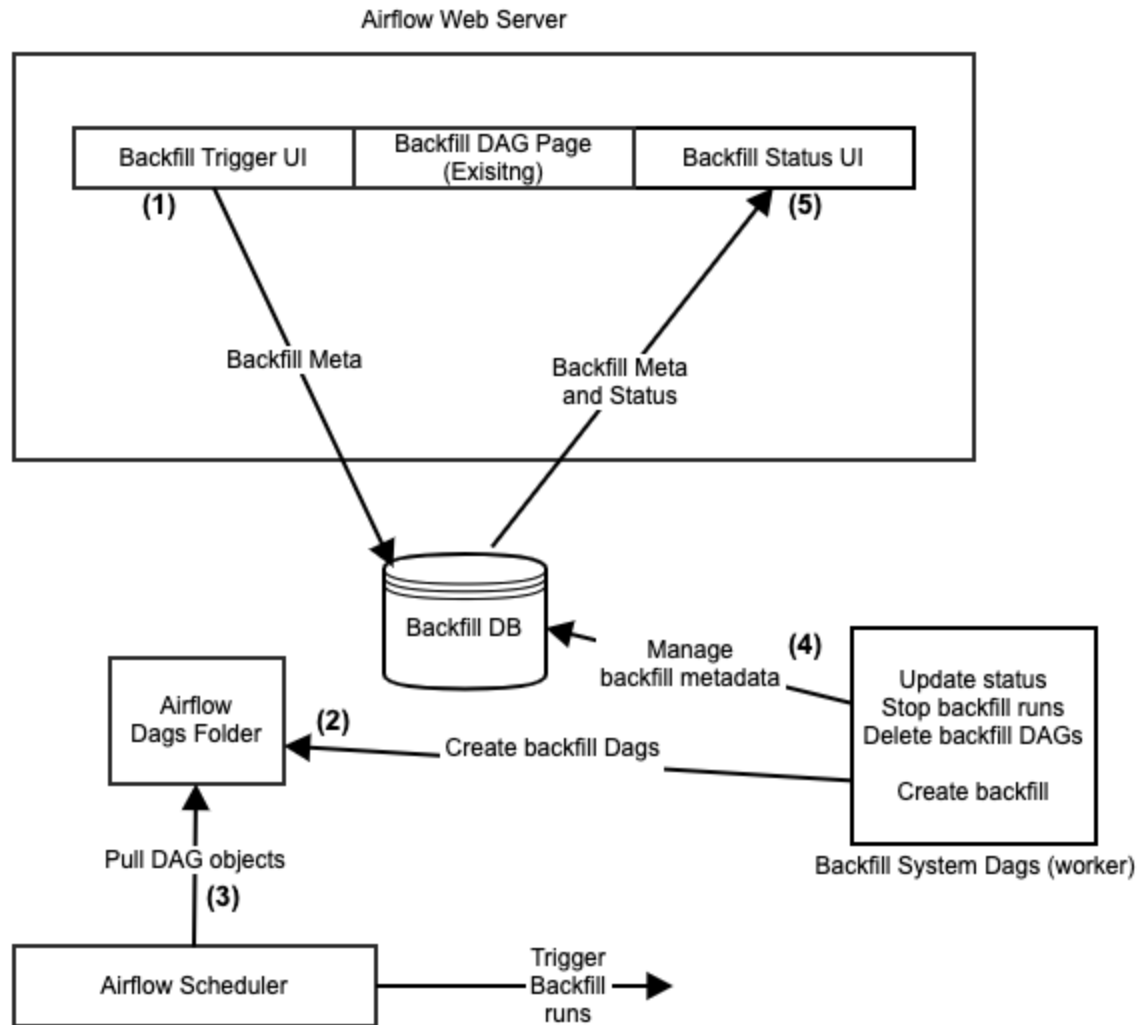 Airflow Web Server
Backfill Trigger UI
Backfill DAG Page
(Exisitng)
Backfill Status UI
(1)
(5)
Backfill Meta
Backfill Meta
and Status
Backfill DB
Manage
backfill metadata
(4)
Update status
Stop backfill runs
Delete backfill DAGs
Create backfill
Backfill System Dags (worker)
Airflow
Dags Folder
(2)
Create backfill Dags
Pull DAG objects
(3)
Airflow Scheduler
Trigger
Backfill
runs